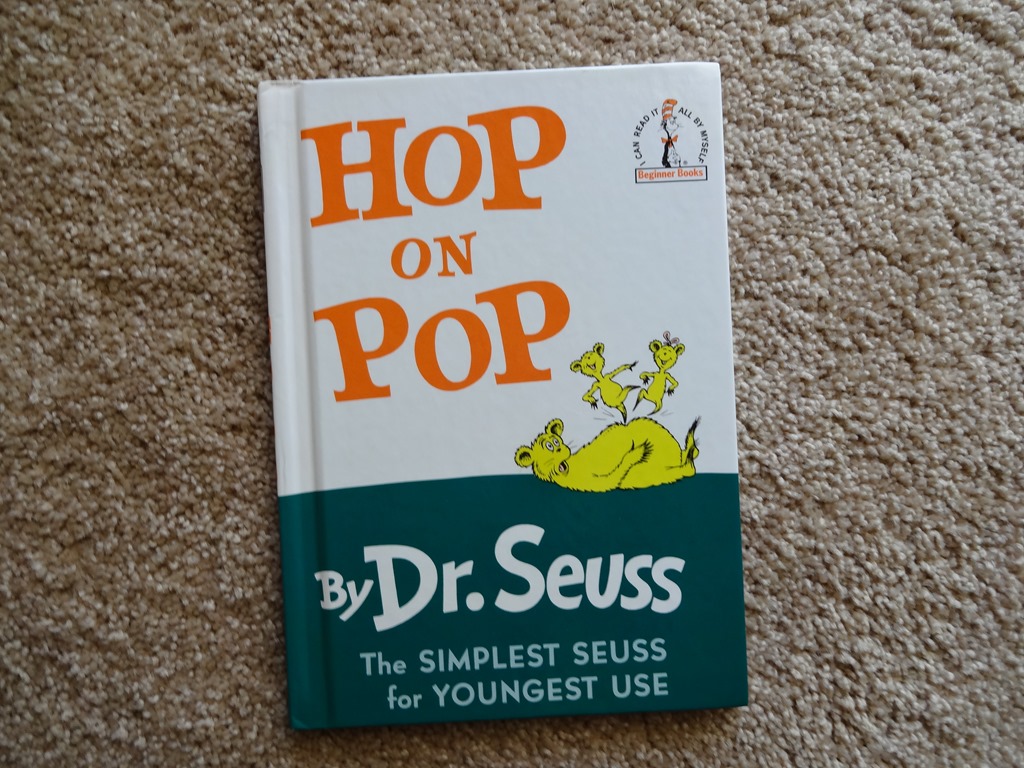 HOP
ON
POP
I CAN READ IT ALL BY MYSELF
Beginner Books
By Dr. Seuss
The SIMPLEST SEUSS
for YOUNGEST USE